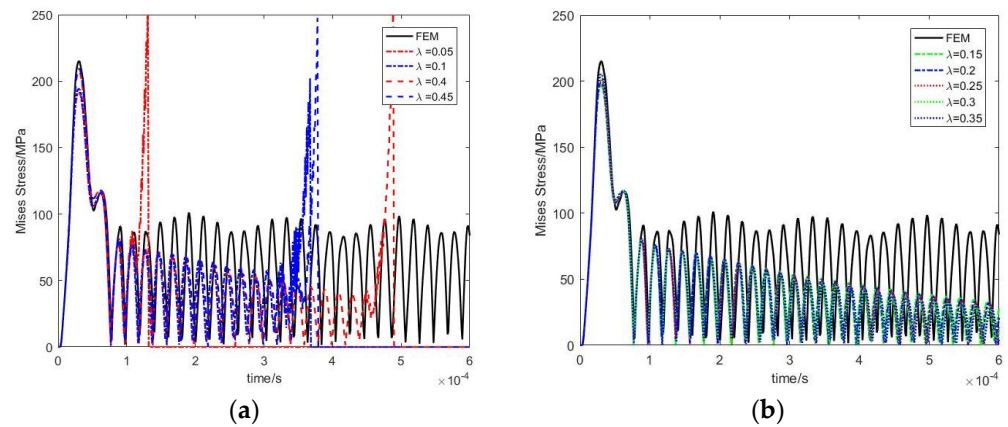 250
200
150
100
50
0
Mises Stress/MPa
FEM
λ =0.05
λ =0.1
λ =0.4
λ =0.45
0 1 2 3 4 5 6
time/s
×10⁻⁴
(a)
250
200
150
100
50
0
Mises Stress/MPa
FEM
λ=0.15
λ=0.2
λ=0.25
λ=0.3
λ=0.35
0 1 2 3 4 5 6
time/s
×10⁻⁴
(b)